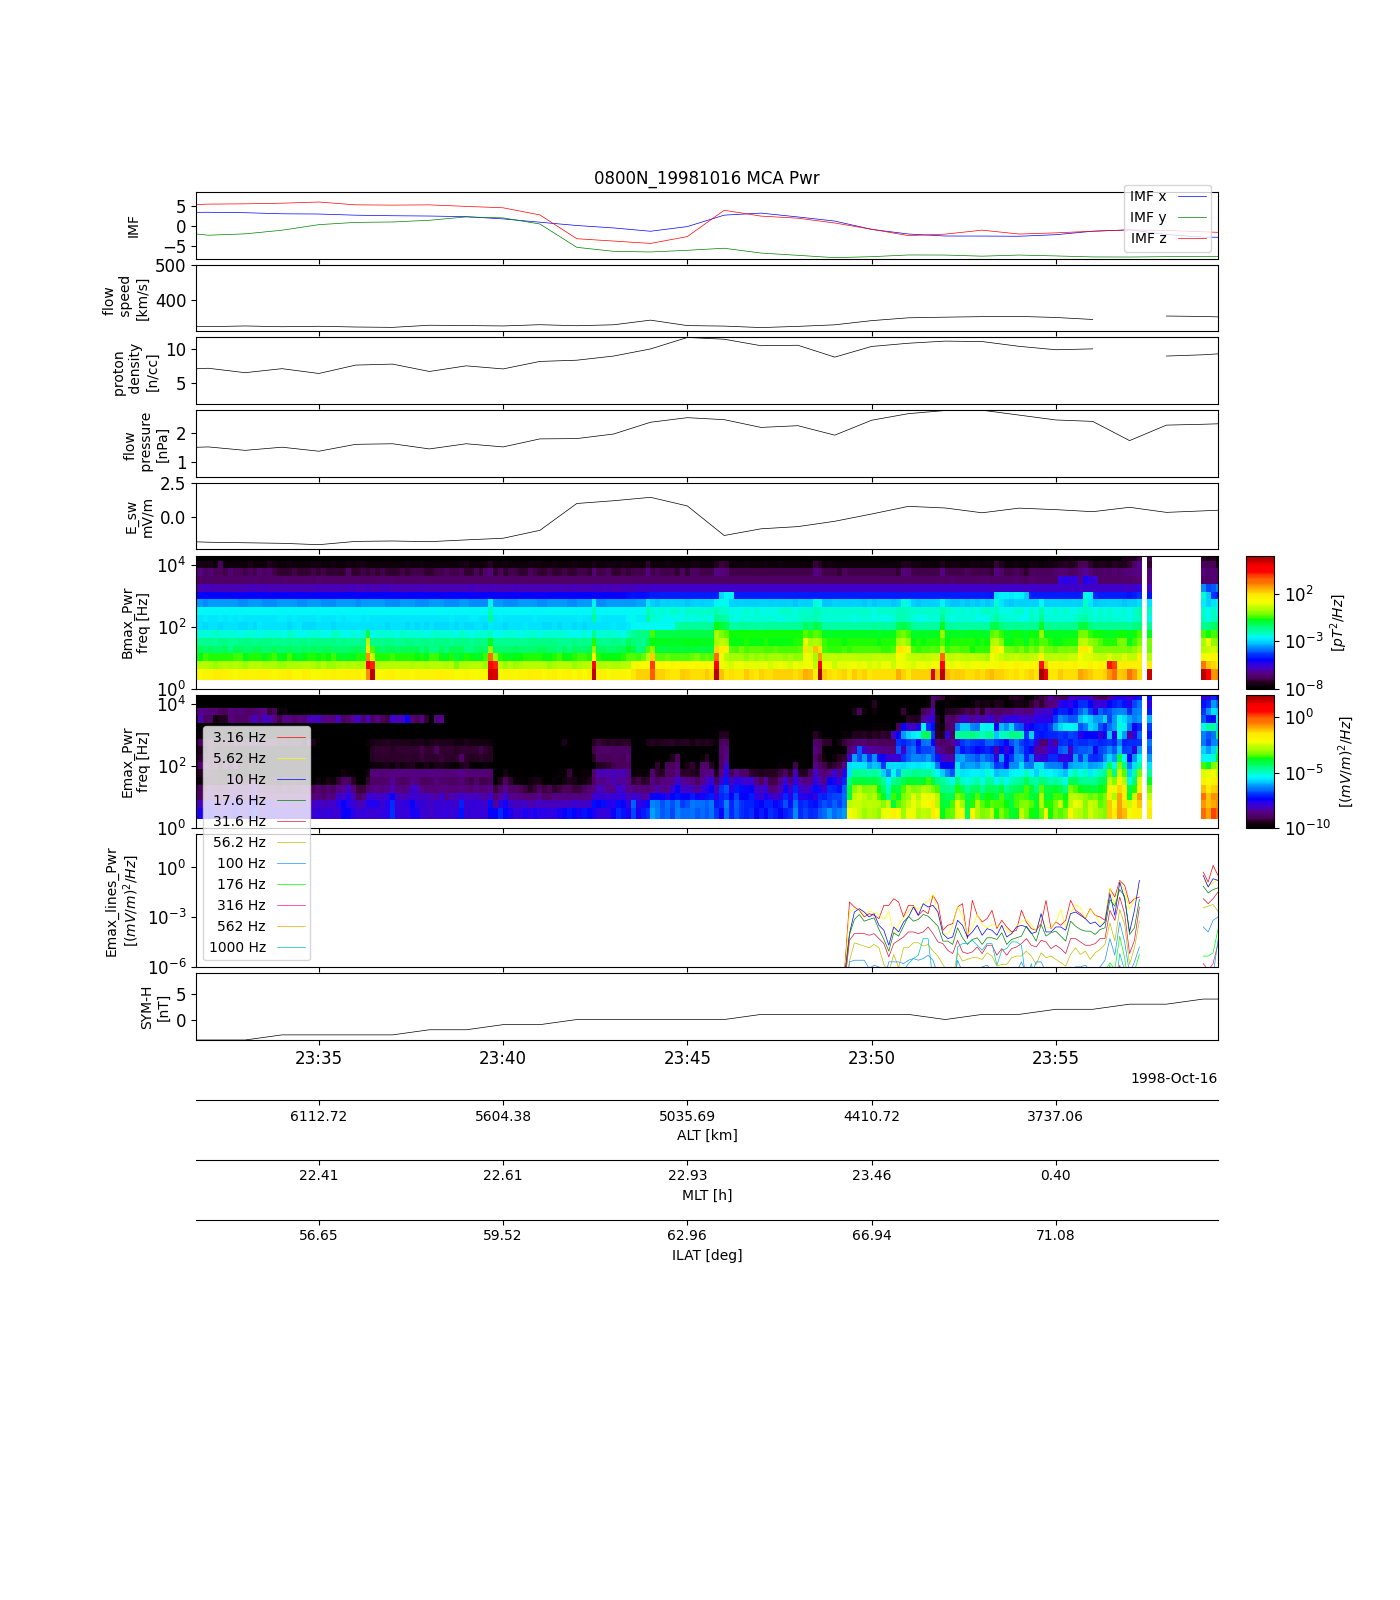 0800N_19981016 MCA Pwr
IMF
5
0
−5
IMF x
IMF y
IMF z
flow
speed
[km/s]
500
400
proton
density
[n/cc]
10
5
flow
pressure
[nPa]
2
1
E_sw
mV/m
2.5
0.0
Bmax_Pwr
freq [Hz]
10^4
10^2
10^0
10^2
10^−3
10^−8
[pT^2/Hz]
Emax_Pwr
freq [Hz]
10^4
10^2
10^0
10^0
10^−5
10^−10
[(mV/m)^2/Hz]
3.16 Hz
5.62 Hz
10 Hz
17.6 Hz
31.6 Hz
56.2 Hz
100 Hz
176 Hz
316 Hz
562 Hz
1000 Hz
Emax_lines_Pwr
[(mV/m)^2/Hz]
10^0
10^−3
10^−6
SYM-H
[nT]
5
0
23:35 23:40 23:45 23:50 23:55
1998-Oct-16
6112.72 5604.38 5035.69 4410.72 3737.06
ALT [km]
22.41 22.61 22.93 23.46 0.40
MLT [h]
56.65 59.52 62.96 66.94 71.08
ILAT [deg]